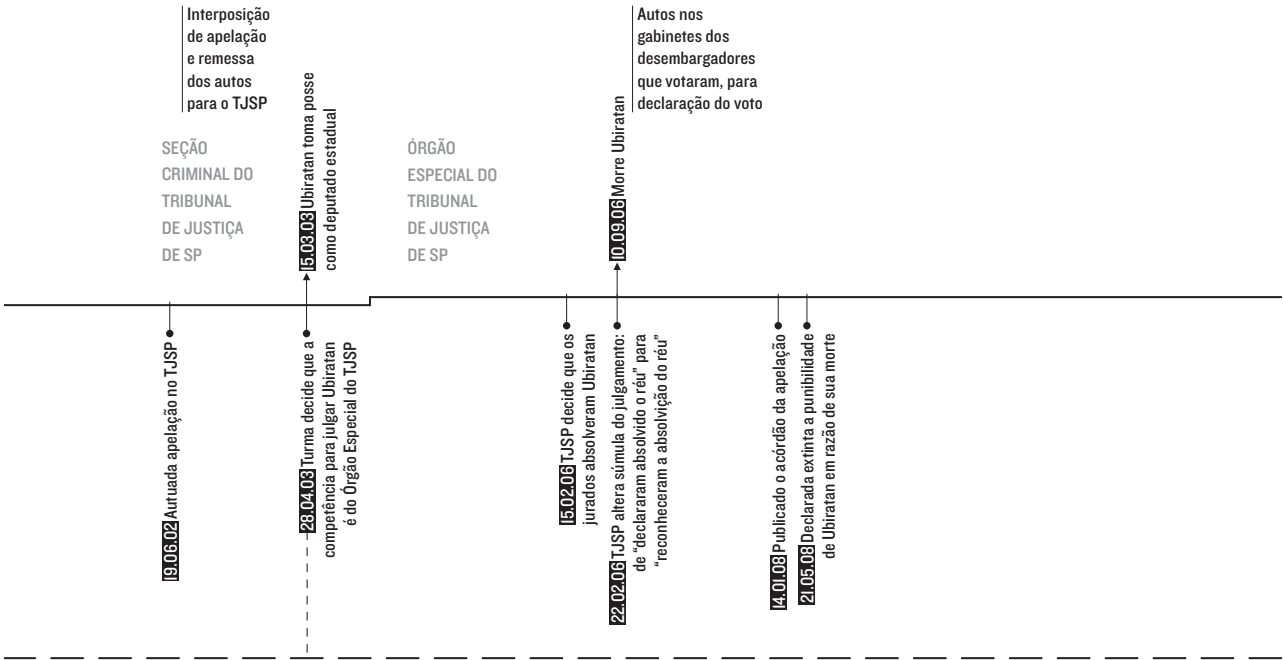 Interposição
de apelação
e remessa
dos autos
para o TJSP
SEÇÃO
CRIMINAL DO
TRIBUNAL
DE JUSTIÇA
DE SP
15.03.03 Ubiratan toma posse
como deputado estadual
ÓRGÃO
ESPECIAL DO
TRIBUNAL
DE JUSTIÇA
DE SP
10.09.06 Morre Ubiratan
Autos nos
gabinetes dos
desembargadores
que votaram, para
declaração do voto
19.06.02 Autuada apelação no TJSP
28.04.03 Turma decide que a
competência para julgar Ubiratan
é do Órgão Especial do TJSP
15.02.06 TJSP decide que os
jurados absolveram Ubiratan
22.02.06 TJSP altera súmula do julgamento:
de “declararam absolvido o réu” para
“reconheceram a absolvição do réu”
14.01.08 Publicado o acórdão da apelação
21.05.08 Declarada extinta a punibilidade
de Ubiratan em razão de sua morte